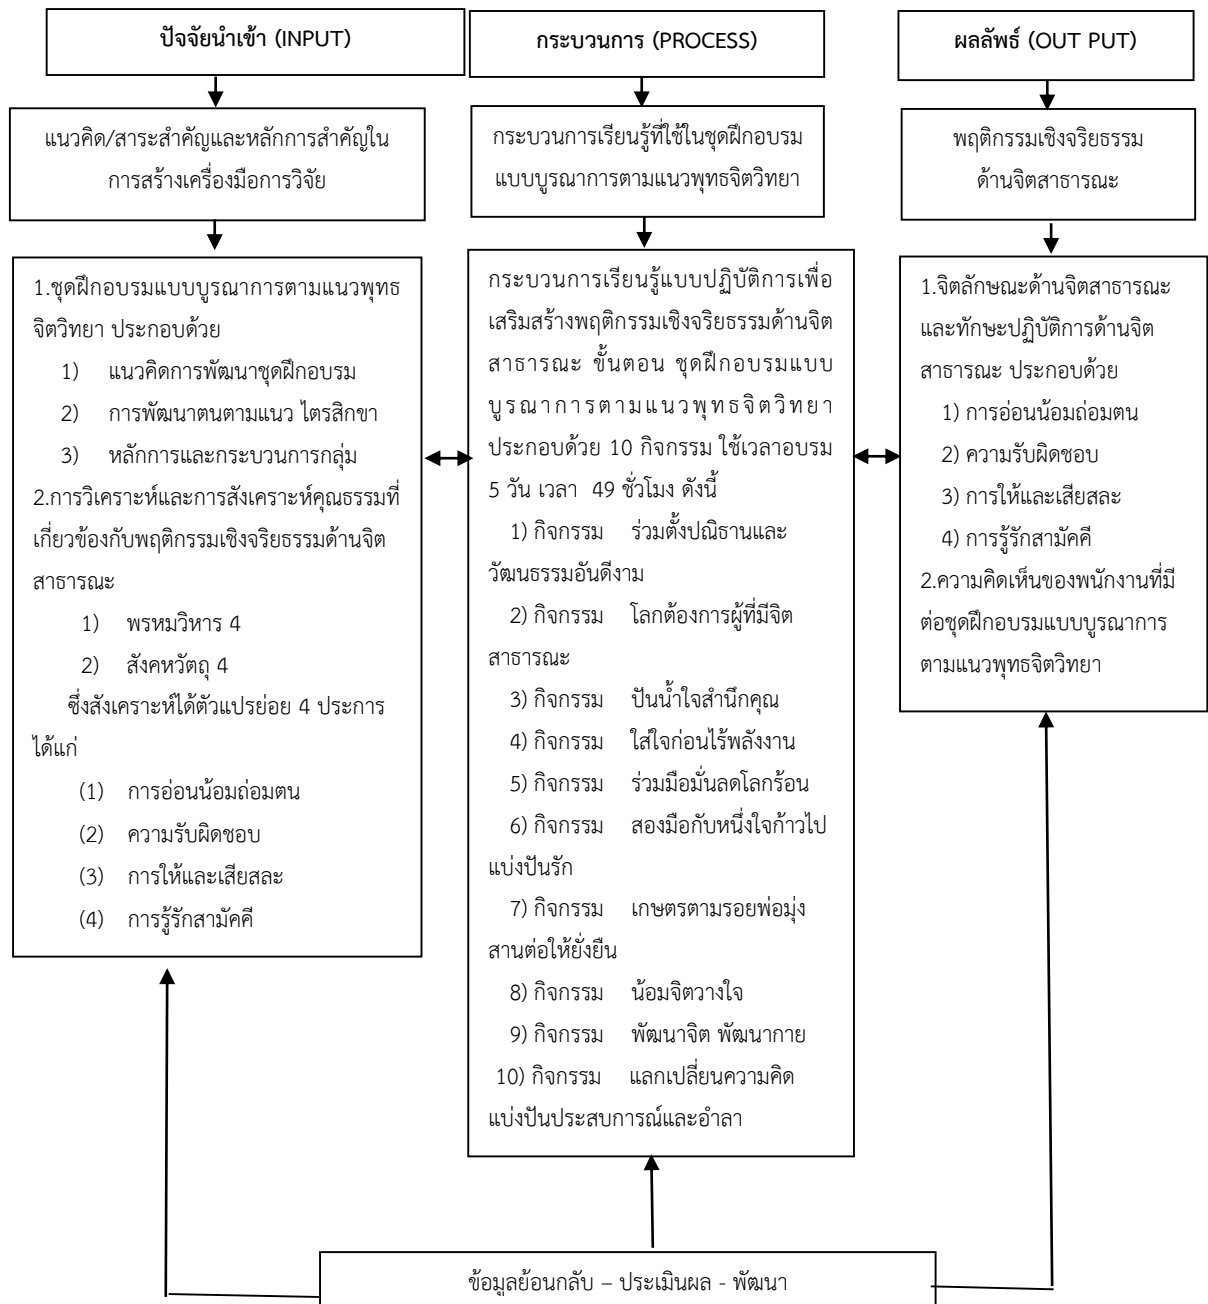 ปัจจัยนำเข้า (INPUT)
แนวคิด/สาระสำคัญและหลักการสำคัญใน
การสร้างเครื่องมือการวิจัย
1.ชุดฝึกอบรมแบบบูรณาการตามแนวพุทธ
จิตวิทยา ประกอบด้วย
1) แนวคิดการพัฒนาชุดฝึกอบรม
2) การพัฒนาตนตามแนว ไตรสิกขา
3) หลักการและกระบวนการกลุ่ม
2.การวิเคราะห์และการสังเคราะห์คุณธรรมที่
เกี่ยวข้องกับพฤติกรรมเชิงจริยธรรมด้านจิต
สาธารณะ
1) พรหมวิหาร 4
2) สังคหวัตถุ 4
ซึ่งสังเคราะห์ได้ตัวแปรย่อย 4 ประการ
ได้แก่
(1) การอ่อนน้อมถ่อมตน
(2) ความรับผิดชอบ
(3) การให้และเสียสละ
(4) การรู้รักสามัคคี
กระบวนการ (PROCESS)
กระบวนการเรียนรู้ที่ใช้ในชุดฝึกอบรม
แบบบูรณาการตามแนวพุทธจิตวิทยา
กระบวนการเรียนรู้แบบปฏิบัติการเพื่อ
เสริมสร้างพฤติกรรมเชิงจริยธรรมด้านจิต
สาธารณะ ขั้นตอน ชุดฝึกอบรมแบบ
บูรณาการตามแนวพุทธจิตวิทยา
ประกอบด้วย 10 กิจกรรม ใช้เวลาอบรม
5 วัน เวลา 49 ชั่วโมง ดังนี้
1) กิจกรรม ร่วมตั้งปณิธานและ
วัฒนธรรมอันดีงาม
2) กิจกรรม โลกต้องการผู้ที่มีจิต
สาธารณะ
3) กิจกรรม ปันน้ำใจสำนึกคุณ
4) กิจกรรม ใส่ใจก่อนไร้พลังงาน
5) กิจกรรม ร่วมมือมั่นลดโลกร้อน
6) กิจกรรม สองมือกับหนึ่งใจก้าวไป
แบ่งปันรัก
7) กิจกรรม เกษตรตามรอยพ่อมุ่ง
สานต่อให้ยั่งยืน
8) กิจกรรม น้อมจิตวางใจ
9) กิจกรรม พัฒนาจิต พัฒนากาย
10) กิจกรรม แลกเปลี่ยนความคิด
แบ่งปันประสบการณ์และอำลา
ผลลัพธ์ (OUT PUT)
พฤติกรรมเชิงจริยธรรม
ด้านจิตสาธารณะ
1.จิตลักษณะด้านจิตสาธารณะ
และทักษะปฏิบัติการด้านจิต
สาธารณะ ประกอบด้วย
1) การอ่อนน้อมถ่อมตน
2) ความรับผิดชอบ
3) การให้และเสียสละ
4) การรู้รักสามัคคี
2.ความคิดเห็นของพนักงานที่มี
ต่อชุดฝึกอบรมแบบบูรณาการ
ตามแนวพุทธจิตวิทยา
ข้อมูลย้อนกลับ – ประเมินผล - พัฒนา